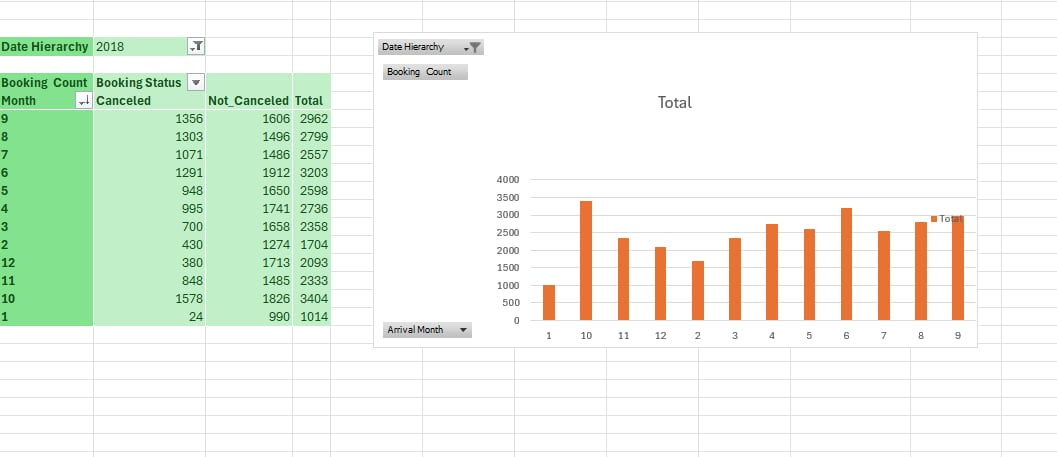 Date Hierarchy 2018
Booking Count Booking Status
Month Canceled Not_Canceled Total
9 1356 1606 2962
8 1303 1496 2799
7 1071 1486 2557
6 1291 1912 3203
5 948 1650 2598
4 995 1741 2736
3 700 1658 2358
2 430 1274 1704
12 380 1713 2093
11 848 1485 2333
10 1578 1826 3404
1 24 990 1014
Date Hierarchy
Booking Count
Total
4000
3500
3000
2500
2000
1500
1000
500
0
1 10 11 12 2 3 4 5 6 7 8 9
Total
Arrival Month